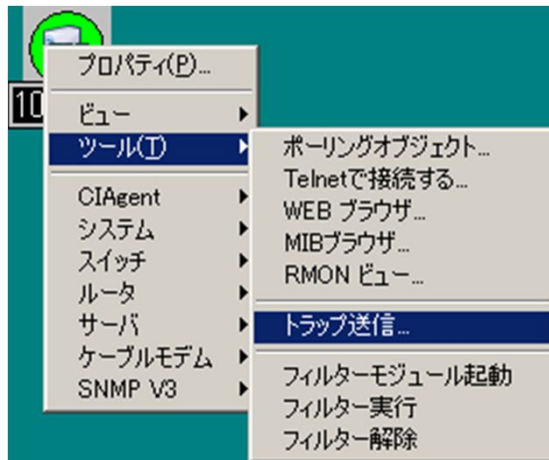 10
プロパティ(P)...
ビュー
ツール(T)
CIAgent
システム
スイッチ
ルータ
サーバ
ケーブルモデム
SNMP V3
ポーリングオブジェクト...
Telnetで接続する...
WEB ブラウザ...
MIBブラウザ...
RMON ビュー...
トラップ送信...
フィルターモジュール起動
フィルター実行
フィルター解除